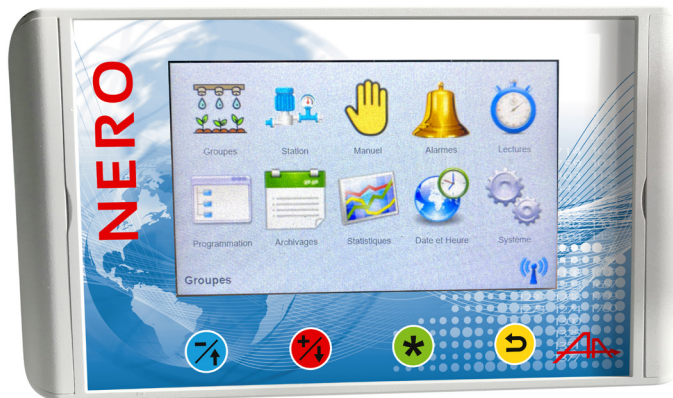 NERO
Groupes
Station
Manuel
Alarmes
Lectures
Programmation
Archivages
Statistiques
Date et Heure
Système
Groupes
-/↑
+/↓
*